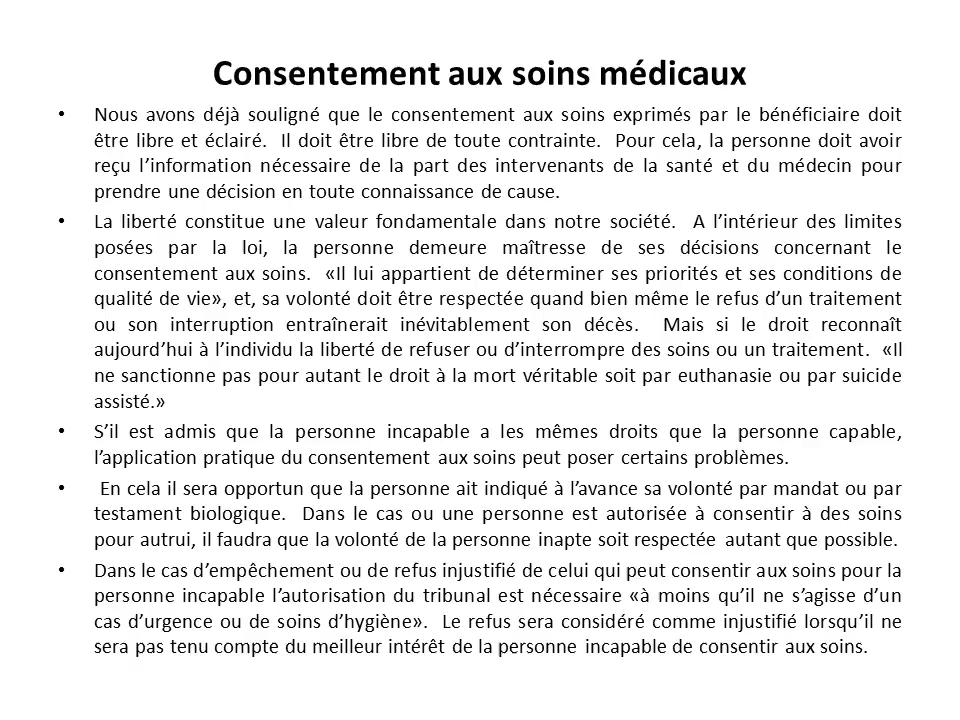 Consentement aux soins médicaux
• Nous avons déjà souligné que le consentement aux soins exprimés par le bénéficiaire doit
être libre et éclairé.  Il doit être libre de toute contrainte.  Pour cela, la personne doit avoir
reçu l’information nécessaire de la part des intervenants de la santé et du médecin pour
prendre une décision en toute connaissance de cause.
• La liberté constitue une valeur fondamentale dans notre société.  A l’intérieur des limites
posées par la loi, la personne demeure maîtresse de ses décisions concernant le
consentement aux soins.  «Il lui appartient de déterminer ses priorités et ses conditions de
qualité de vie», et, sa volonté doit être respectée quand bien même le refus d’un traitement
ou son interruption entraînerait inévitablement son décès.  Mais si le droit reconnaît
aujourd’hui à l’individu la liberté de refuser ou d’interrompre des soins ou un traitement.  «Il
ne sanctionne pas pour autant le droit à la mort véritable soit par euthanasie ou par suicide
assisté.»
• S’il est admis que la personne incapable a les mêmes droits que la personne capable,
l’application pratique du consentement aux soins peut poser certains problèmes.
• En cela il sera opportun que la personne ait indiqué à l’avance sa volonté par mandat ou par
testament biologique.  Dans le cas ou une personne est autorisée à consentir à des soins
pour autrui, il faudra que la volonté de la personne inapte soit respectée autant que possible.
• Dans le cas d’empêchement ou de refus injustifié de celui qui peut consentir aux soins pour la
personne incapable l’autorisation du tribunal est nécessaire «à moins qu’il ne s’agisse d’un
cas d’urgence ou de soins d’hygiène».  Le refus sera considéré comme injustifié lorsqu’il ne
sera pas tenu compte du meilleur intérêt de la personne incapable de consentir aux soins.